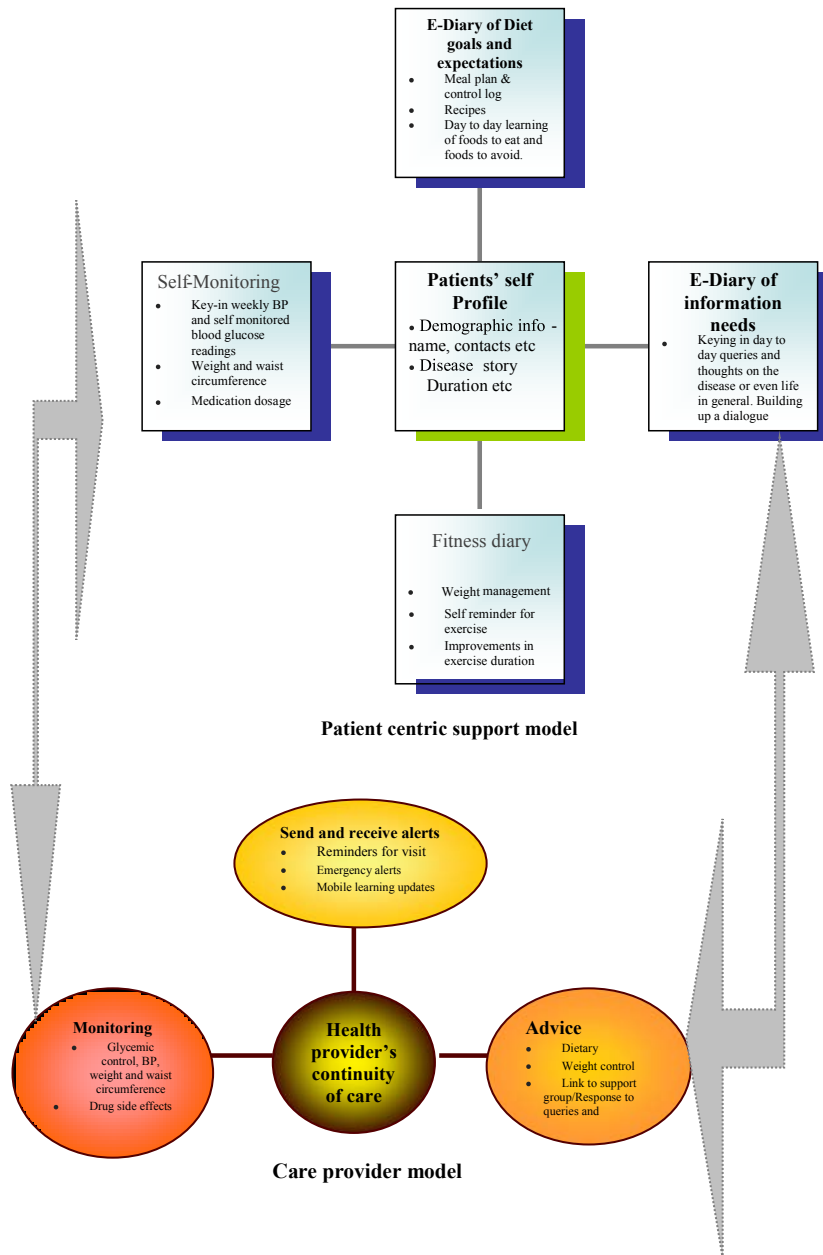 E-Diary of Diet
goals and
expectations
• Meal plan &
control log
• Recipes
• Day to day learning
of foods to eat and
foods to avoid.
Self-Monitoring
• Key-in weekly BP
and self monitored
blood glucose
readings
• Weight and waist
circumference
• Medication dosage
Patients' self
Profile
• Demographic info -
name, contacts etc
• Disease story
Duration etc
E-Diary of
information
needs
• Keying in day to
day queries and
thoughts on the
disease or even life
in general. Building
up a dialogue
Fitness diary
• Weight management
• Self reminder for
exercise
• Improvements in
exercise duration
Patient centric support model
Send and receive alerts
• Reminders for visit
• Emergency alerts
• Mobile learning updates
Monitoring
• Glycemic
control, BP,
weight and waist
circumference
• Drug side effects
Health
provider's
continuity
of care
Advice
• Dietary
• Weight control
• Link to support
group/Response to
queries and
Care provider model